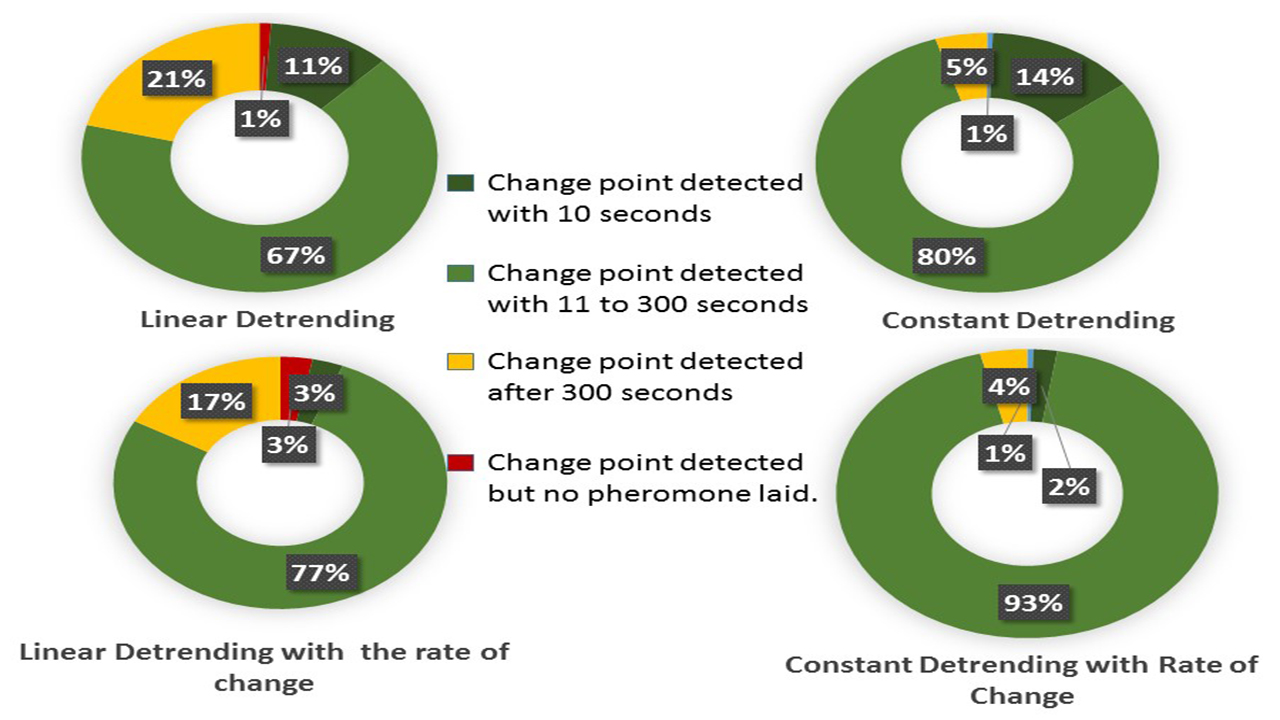 21%
11%
1%
67%
Linear Detrending
5%
14%
1%
80%
Constant Detrending
Change point detected
with 10 seconds
Change point detected
with 11 to 300 seconds
Change point detected
after 300 seconds
Change point detected
but no pheromone laid.
17%
3%
3%
77%
Linear Detrending with the rate of
change
4%
1%
2%
93%
Constant Detrending with Rate of
Change